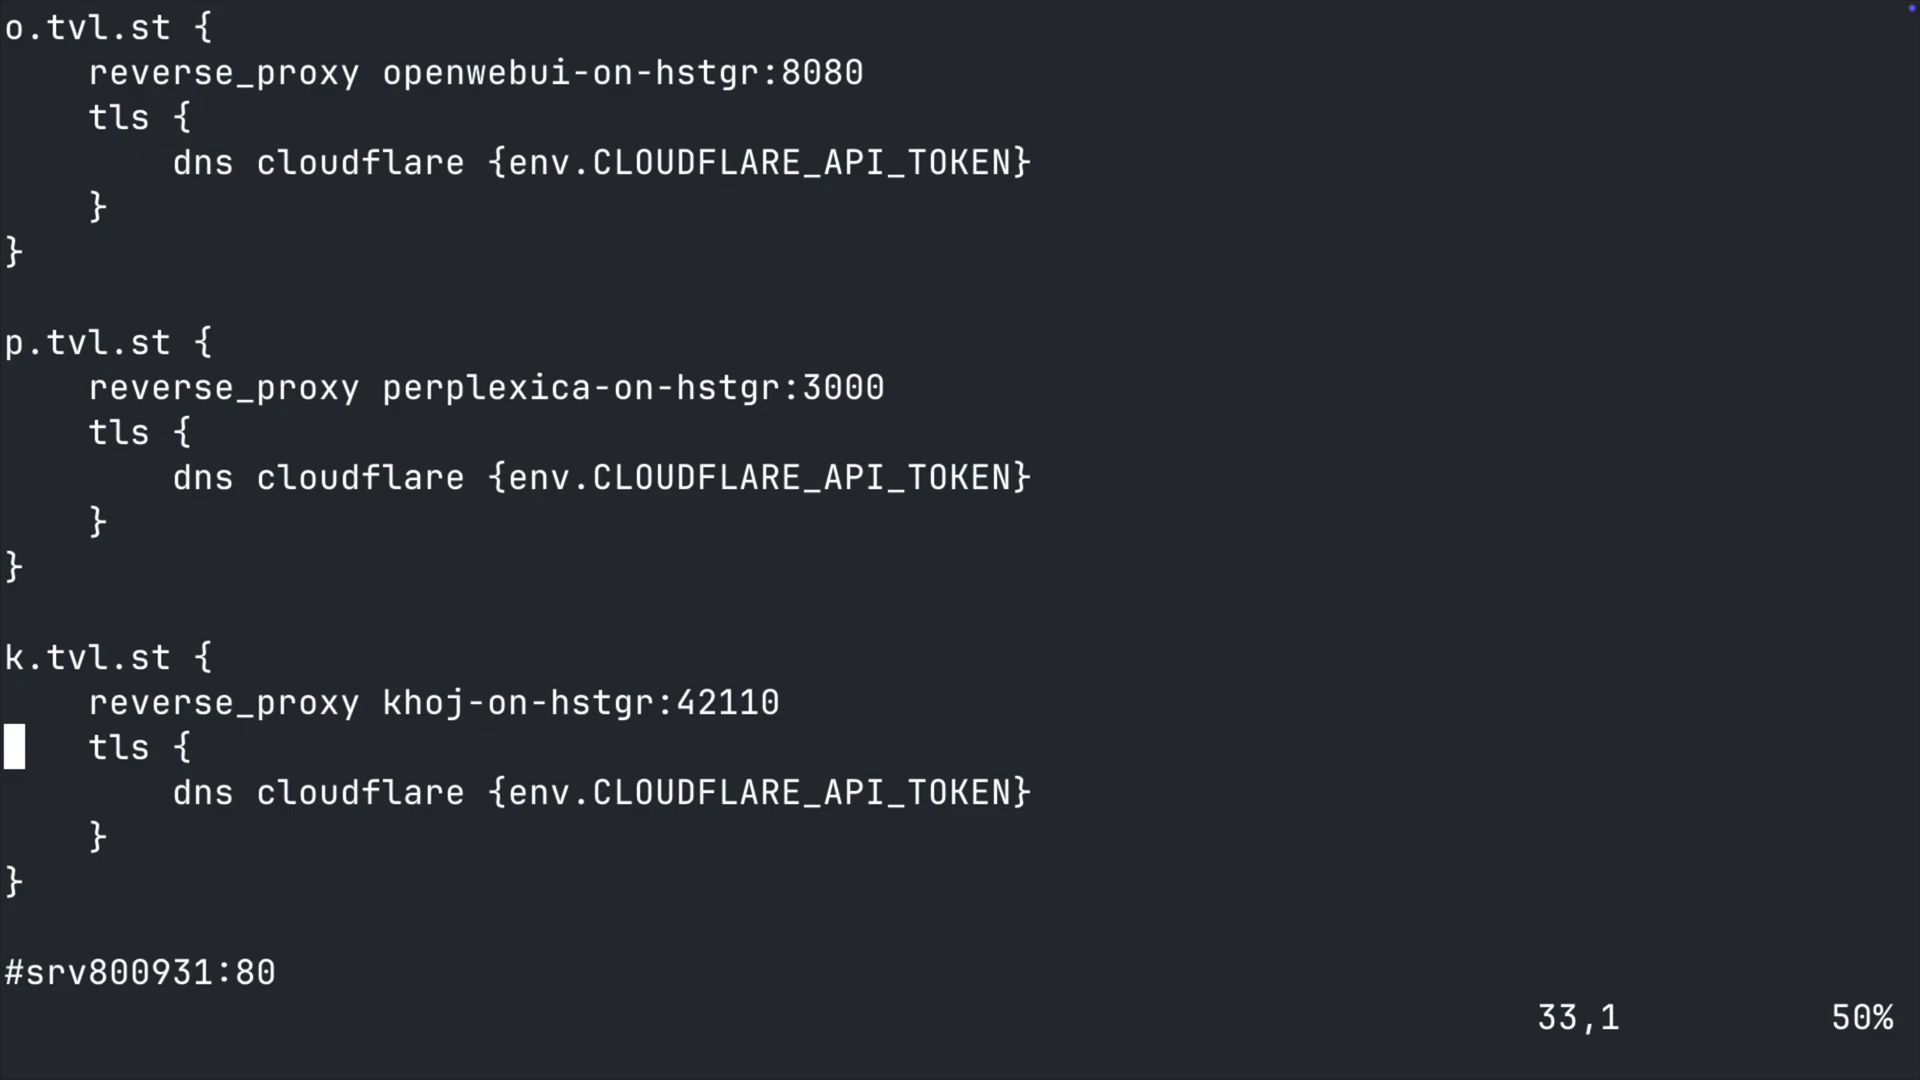 o.tvl.st {
    reverse_proxy openwebui-on-hstgr:8080
    tls {
        dns cloudflare {env.CLOUDFLARE_API_TOKEN}
    }
}

p.tvl.st {
    reverse_proxy perplexica-on-hstgr:3000
    tls {
        dns cloudflare {env.CLOUDFLARE_API_TOKEN}
    }
}

k.tvl.st {
    reverse_proxy khoj-on-hstgr:42110
    tls {
        dns cloudflare {env.CLOUDFLARE_API_TOKEN}
    }
}

#srv800931:80
33,1 50%